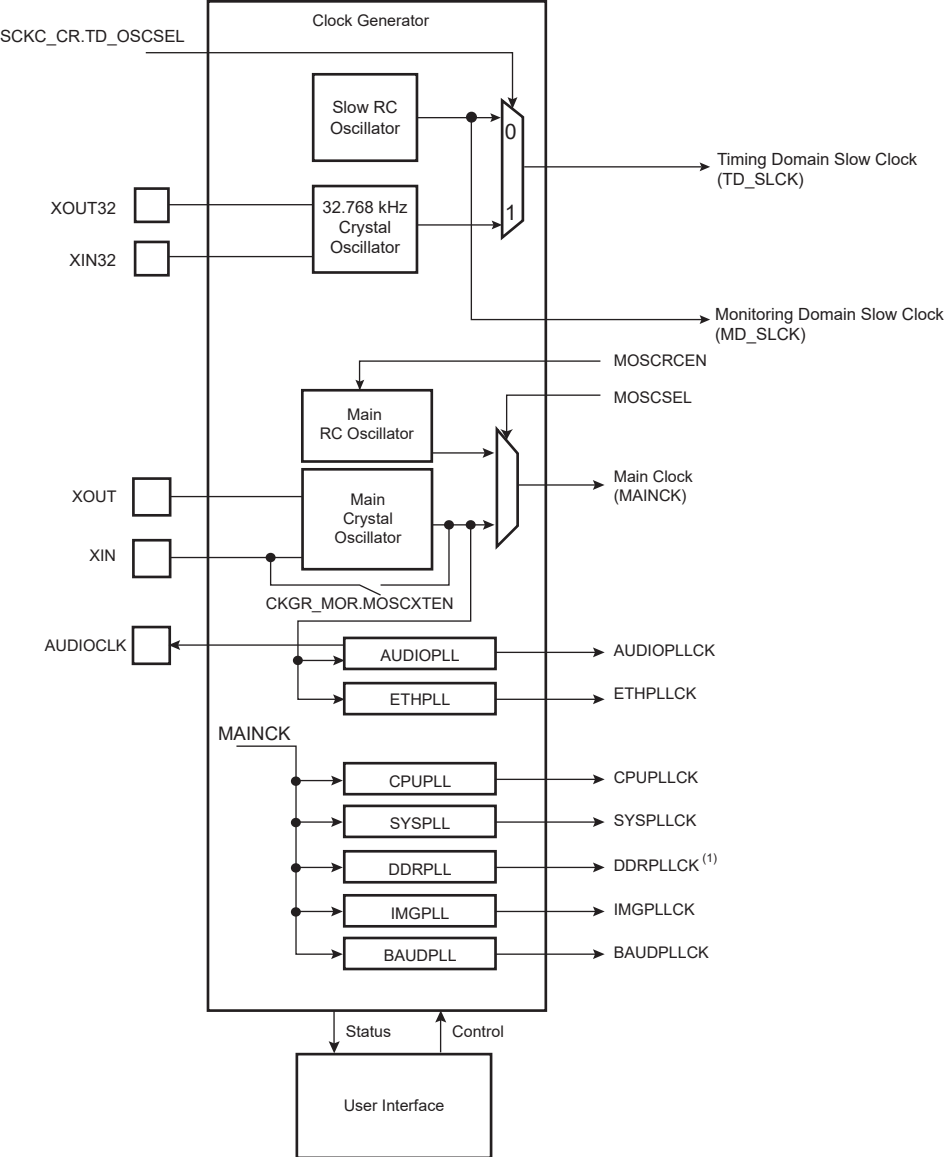 Clock Generator
SCKC_CR.TD_OSCSEL
Slow RC
Oscillator
0
Timing Domain Slow Clock
(TD_SLCK)
XOUT32
32.768 kHz
Crystal
Oscillator
1
XIN32
Monitoring Domain Slow Clock
(MD_SLCK)
MOSCRCEN
MOSCSEL
Main
RC Oscillator
Main Clock
(MAINCK)
XOUT
Main
Crystal
Oscillator
XIN
CKGR_MOR.MOSCXTEN
AUDIOCLK
AUDIOPLL
AUDIOPLLCK
ETHPLL
ETHPLLCK
MAINCK
CPUPLL
CPUPLLCK
SYSPLL
SYSPLLCK
DDRPLL
DDRPLLCK (1)
IMGPLL
IMGPLLCK
BAUDPLL
BAUDPLLCK
Status
Control
User Interface